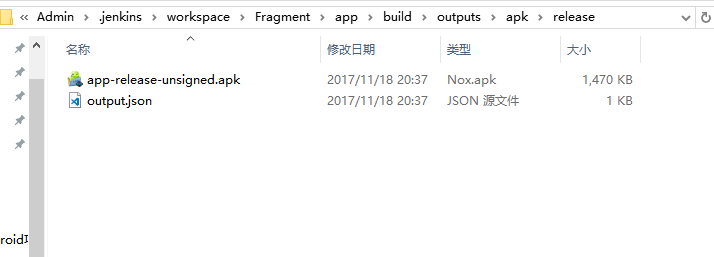 « Admin › .jenkins › workspace › Fragment › app › build › outputs › apk › release
名称 修改日期 类型 大小
app-release-unsigned.apk 2017/11/18 20:37 Nox.apk 1,470 KB
output.json 2017/11/18 20:37 JSON 源文件 1 KB